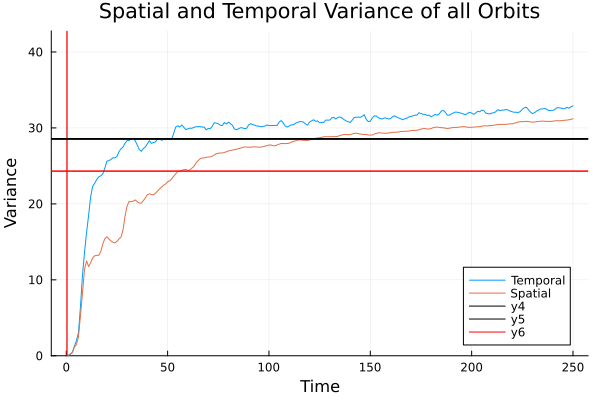 Spatial and Temporal Variance of all Orbits
40
30
20
10
0
Variance
0 50 100 150 200 250
Time
Temporal
Spatial
y4
y5
y6